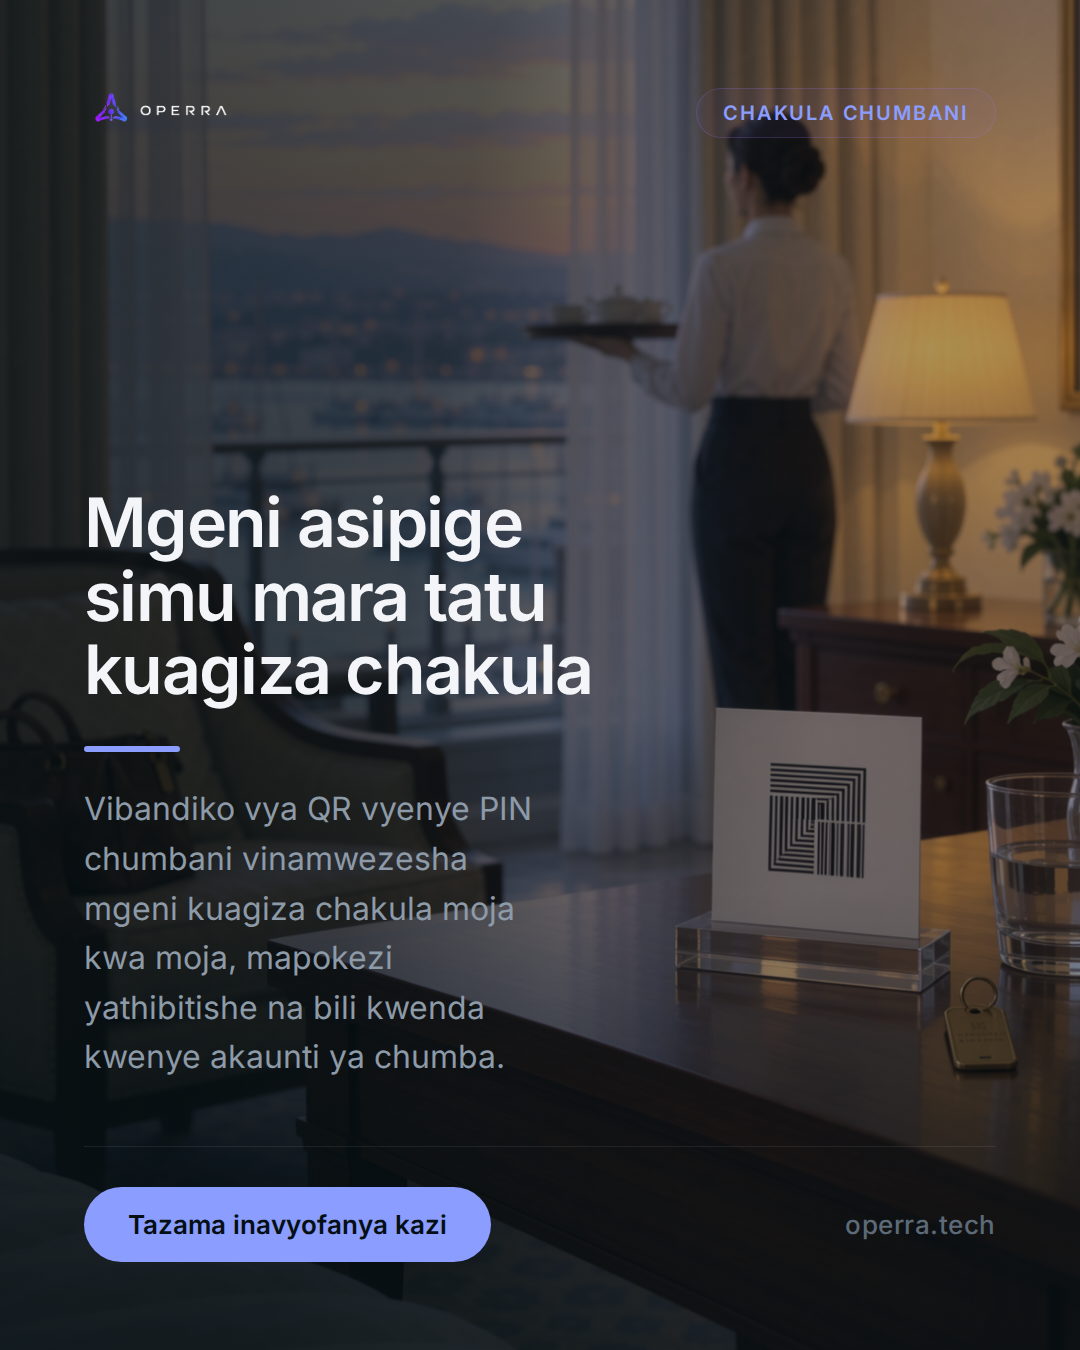 OPERRA
CHAKULA CHUMBANI
Mgeni asipige
simu mara tatu
kuagiza chakula
Vibandiko vya QR vyenye PIN
chumbani vinamwezesha
mgeni kuagiza chakula moja
kwa moja, mapokezi
yathibitishe na bili kwenda
kwenye akaunti ya chumba.
Tazama inavyofanya kazi
operra.tech